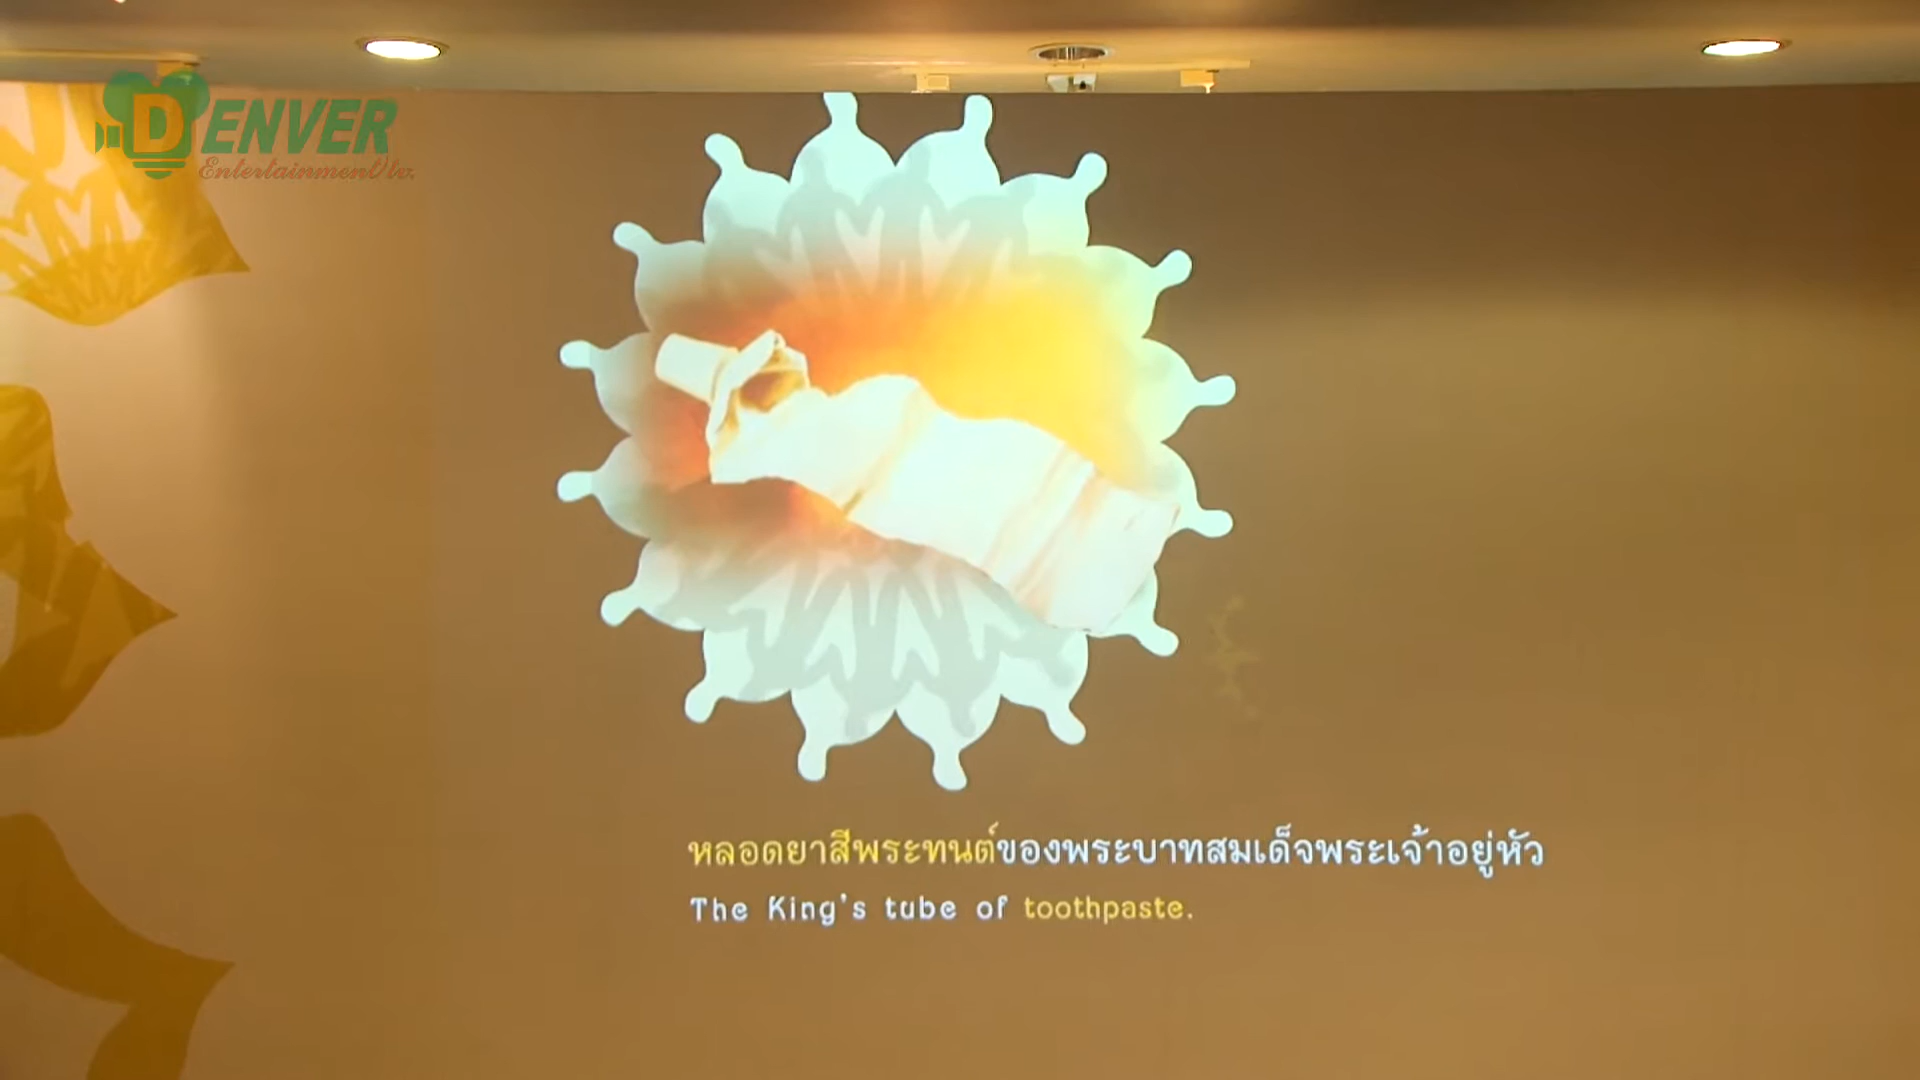 DENVER
Entertainment tv.
หลอดยาสีพระทนต์ของพระบาทสมเด็จพระเจ้าอยู่หัว
The King's tube of toothpaste.